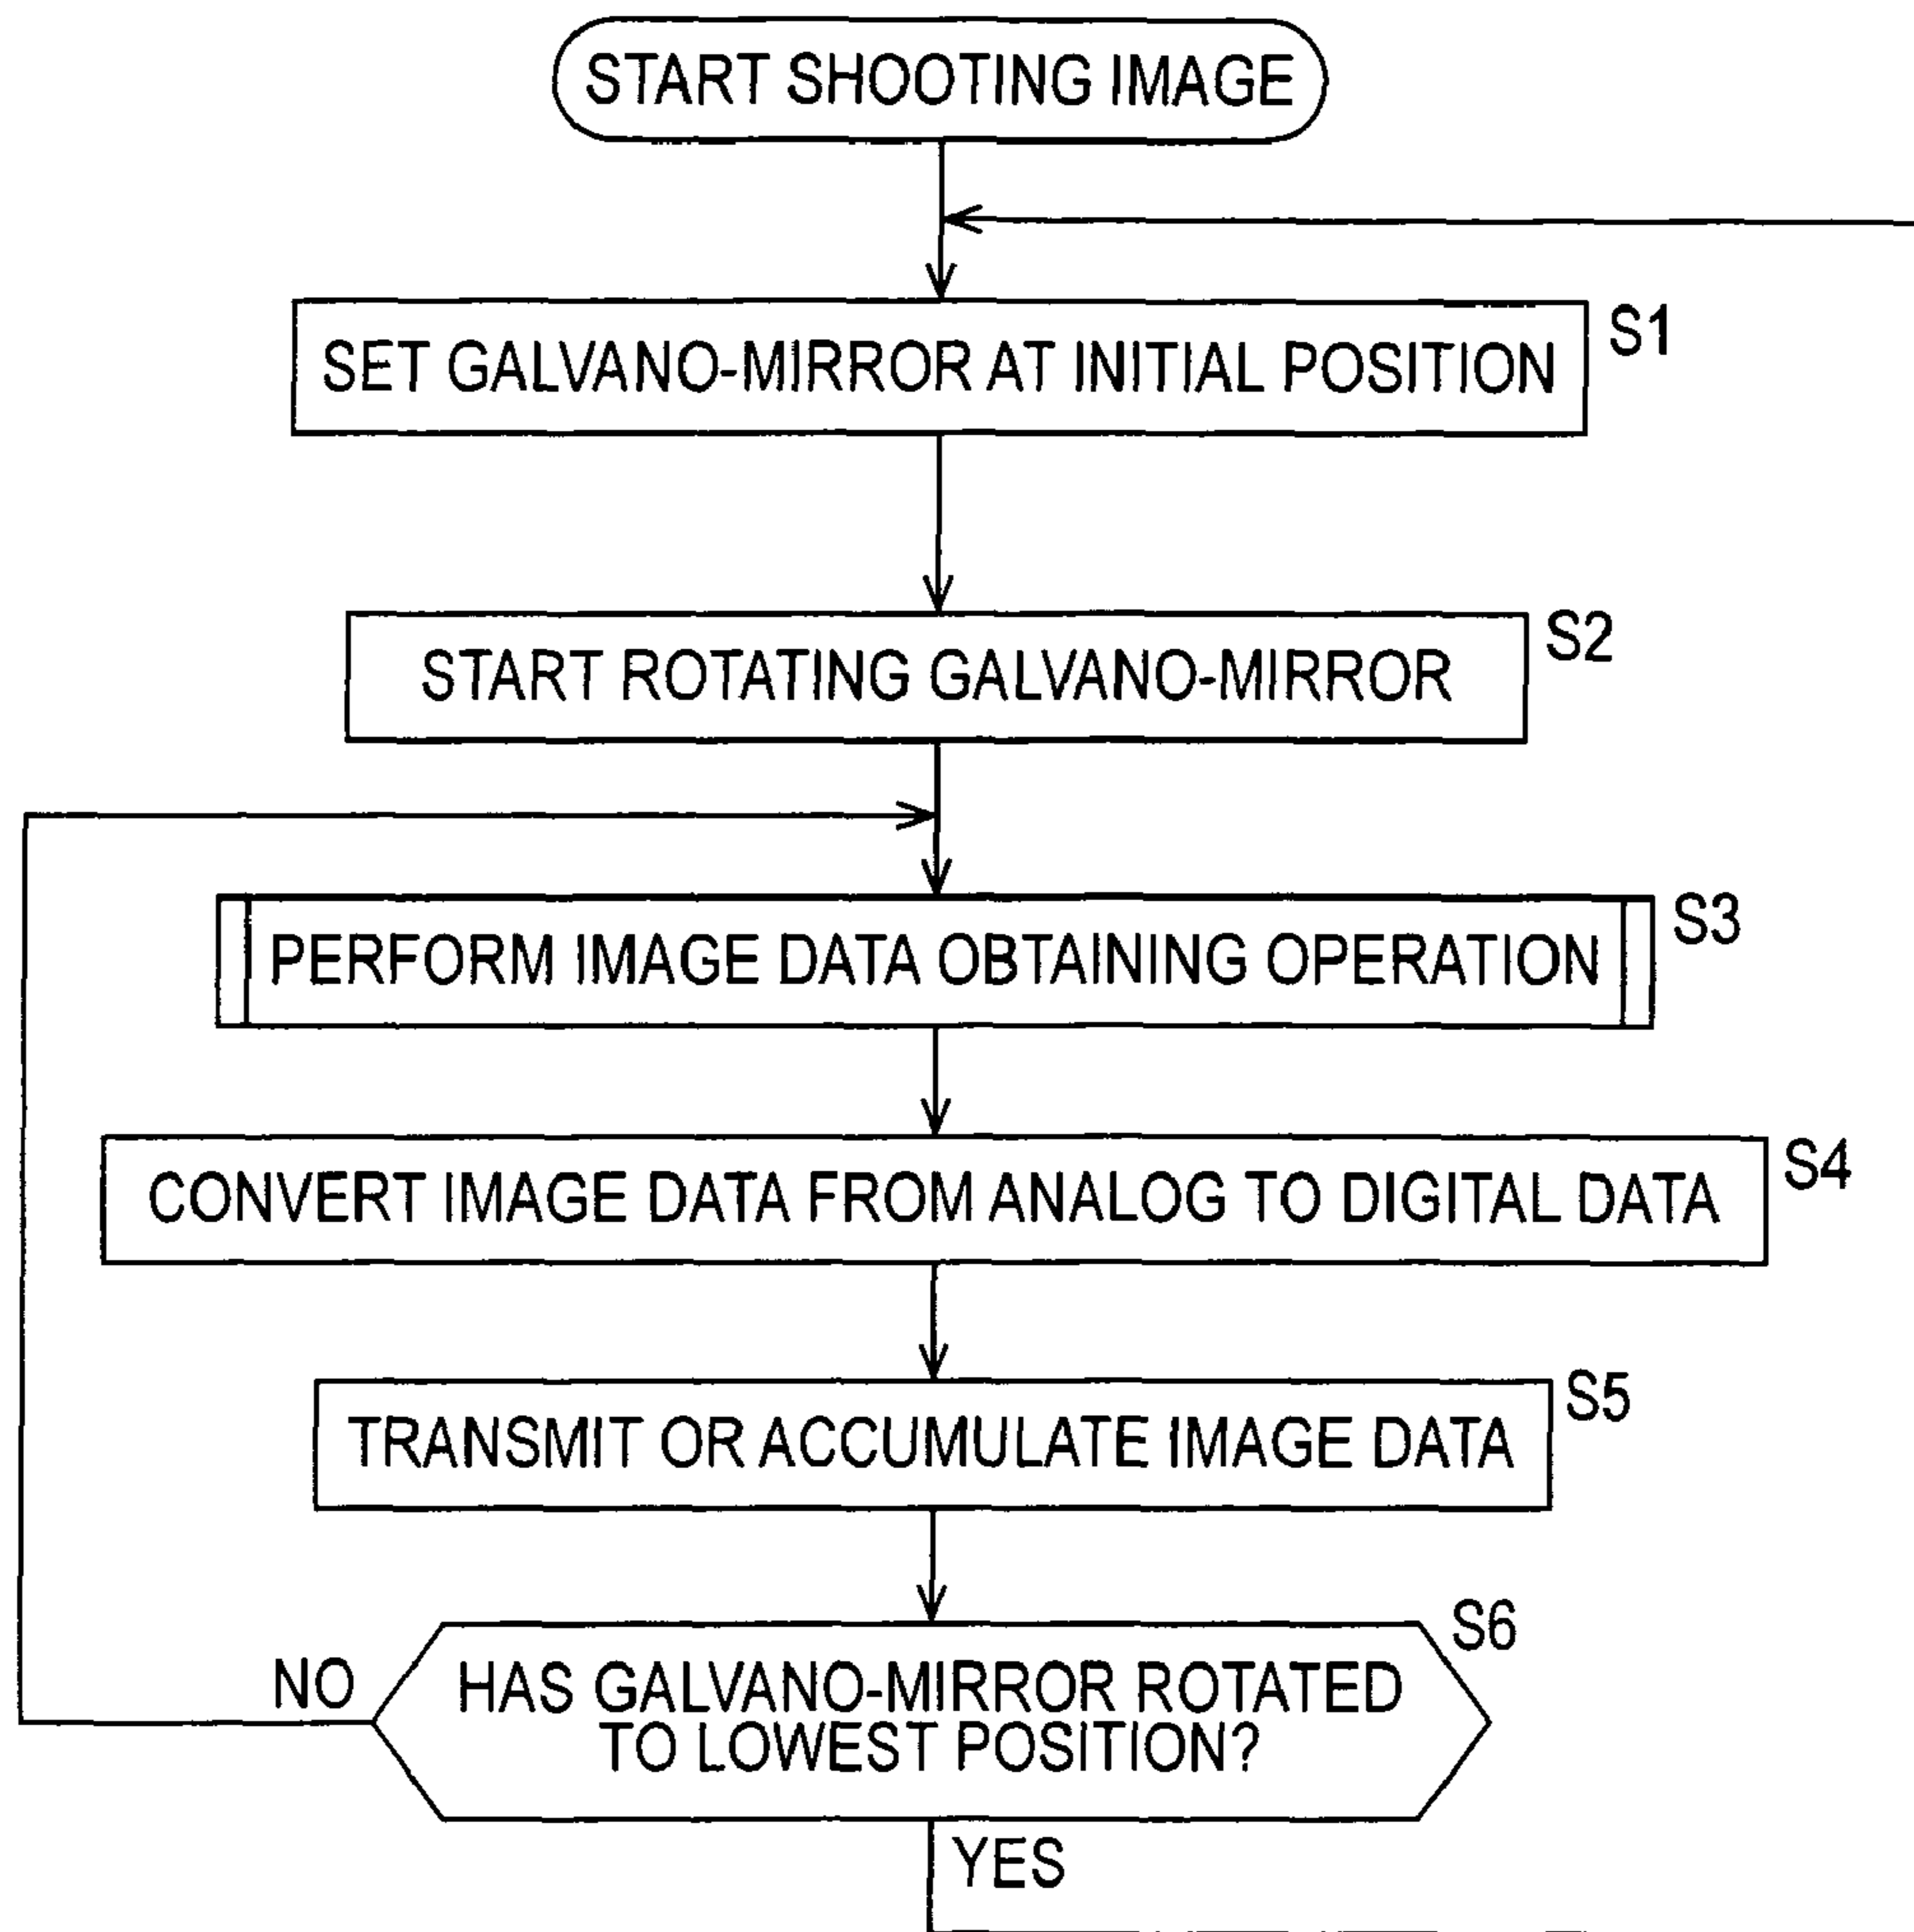 START SHOOTING IMAGE
SET GALVANO-MIRROR AT INITIAL POSITION
S1
START ROTATING GALVANO-MIRROR
S2
PERFORM IMAGE DATA OBTAINING OPERATION
S3
CONVERT IMAGE DATA FROM ANALOG TO DIGITAL DATA
S4
TRANSMIT OR ACCUMULATE IMAGE DATA
S5
HAS GALVANO-MIRROR ROTATED
TO LOWEST POSITION?
S6
NO
YES